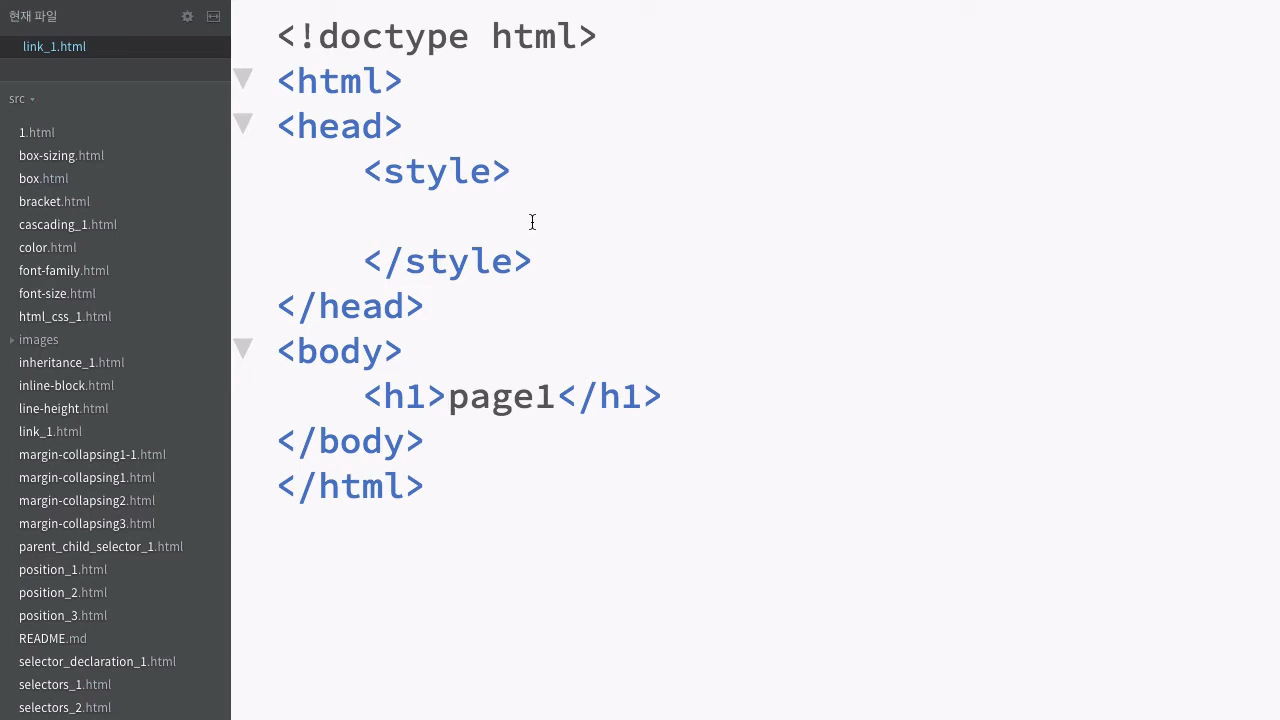 현재 파일
link_1.html
src
1.html
box-sizing.html
box.html
bracket.html
cascading_1.html
color.html
font-family.html
font-size.html
html_css_1.html
images
inheritance_1.html
inline-block.html
line-height.html
link_1.html
margin-collapsing1-1.html
margin-collapsing1.html
margin-collapsing2.html
margin-collapsing3.html
parent_child_selector_1.html
position_1.html
position_2.html
position_3.html
README.md
selector_declaration_1.html
selectors_1.html
selectors_2.html
<!doctype html>
<html>
<head>
<style>
</style>
</head>
<body>
<h1>page1</h1>
</body>
</html>